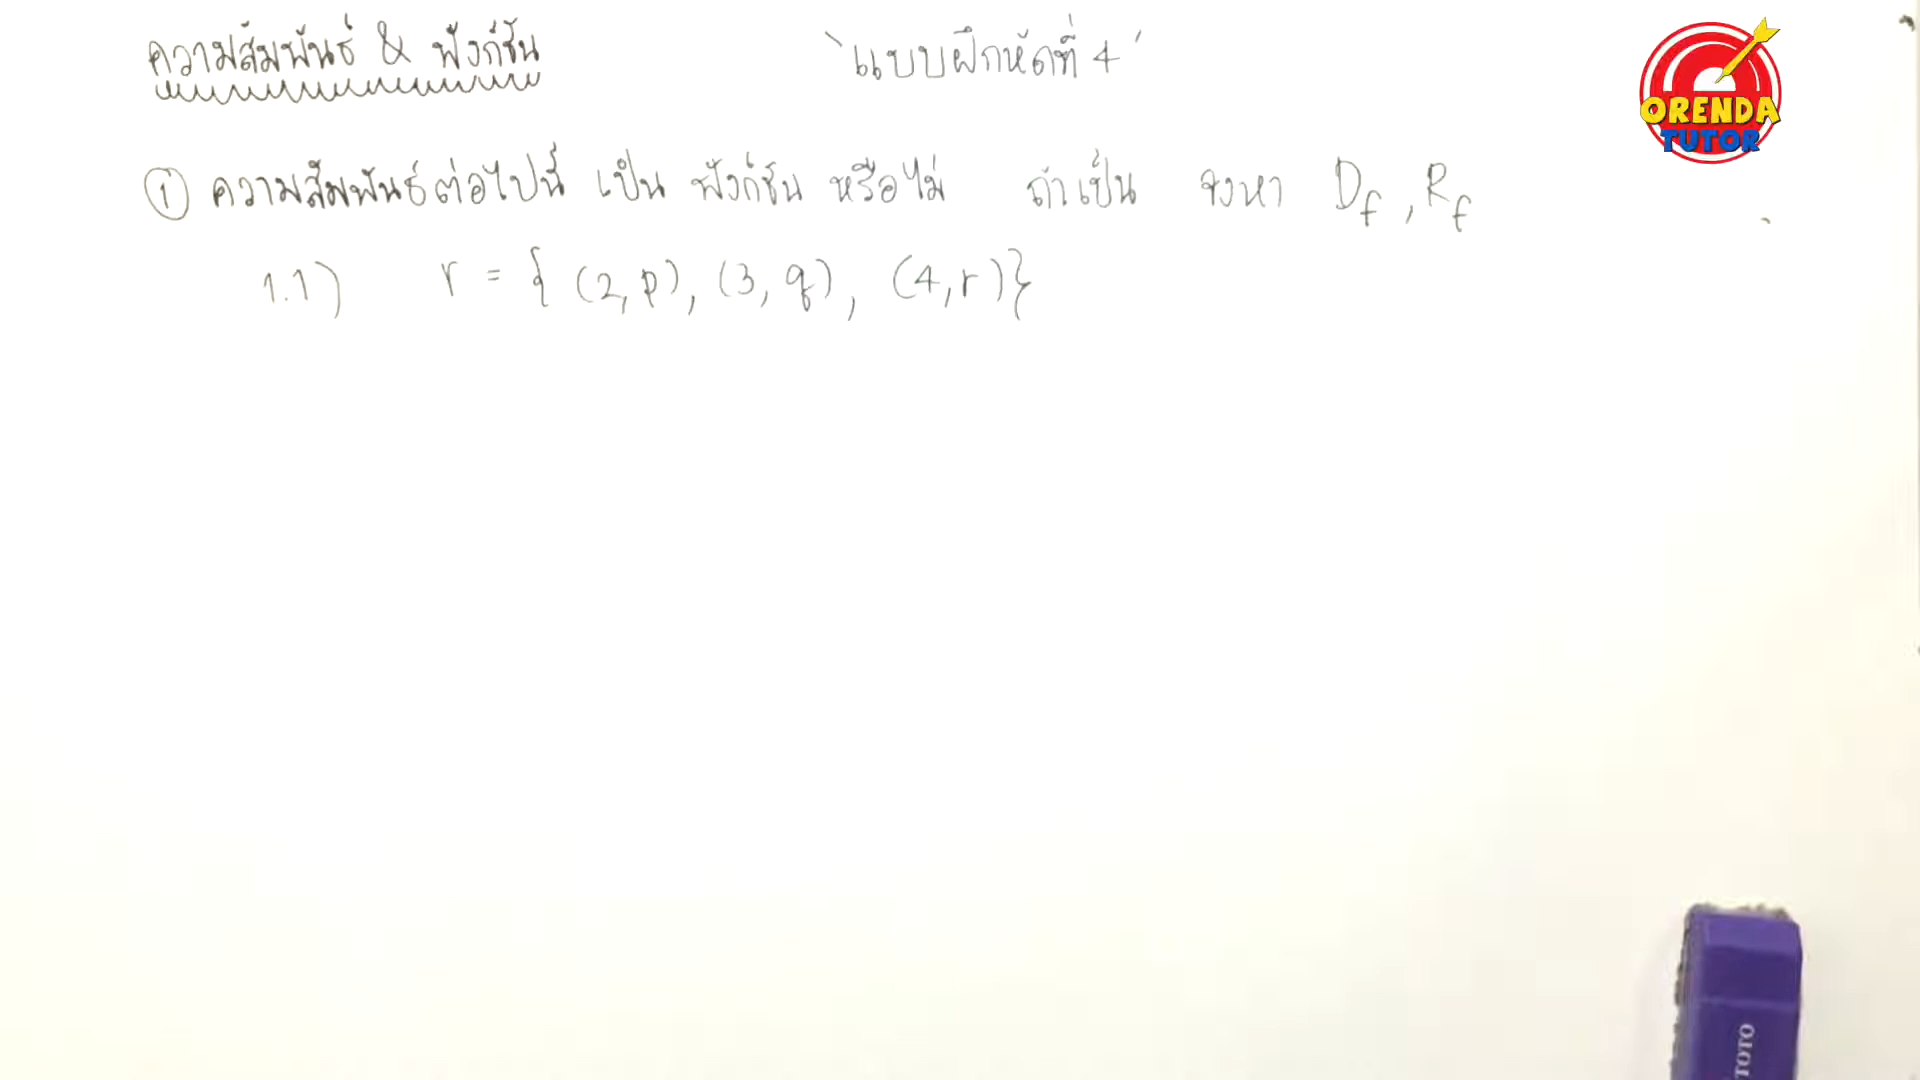 ความสัมพันธ์ & ฟังก์ชัน
`แบบฝึกหัดที่ 4'
ORENDA
TUTOR
① ความสัมพันธ์ต่อไปนี้ เป็น ฟังก์ชัน หรือไม่ ถ้าเป็น จงหา Df , Rf
1.1) r = { (2, p), (3, q), (4, r)}
TOTO